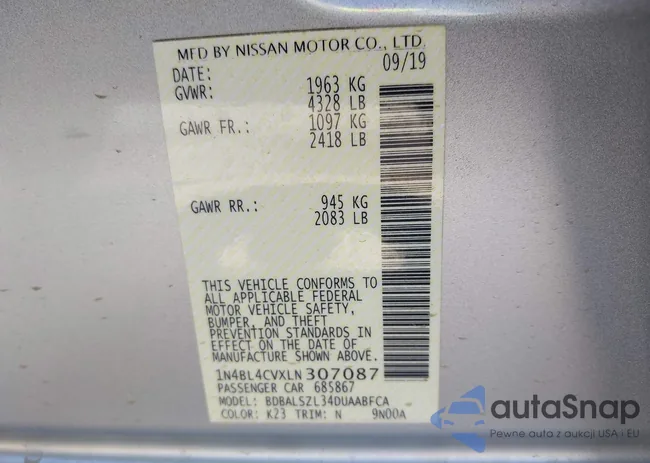 MFD BY NISSAN MOTOR CO., LTD.
DATE: 09/19
GVWR: 1963 KG
4328 LB
GAWR FR.: 1097 KG
2418 LB
GAWR RR.: 945 KG
2083 LB
THIS VEHICLE CONFORMS TO
ALL APPLICABLE FEDERAL
MOTOR VEHICLE SAFETY,
BUMPER, AND THEFT
PREVENTION STANDARDS IN
EFFECT ON THE DATE OF
MANUFACTURE SHOWN ABOVE.
1N4BL4CVXLN307087
PASSENGER CAR 685867
MODEL: BDBALSZL34DUAABFCA
COLOR: K23 TRIM: N 9N00A
autoSnap
Pewne auta z aukcji USA i EU